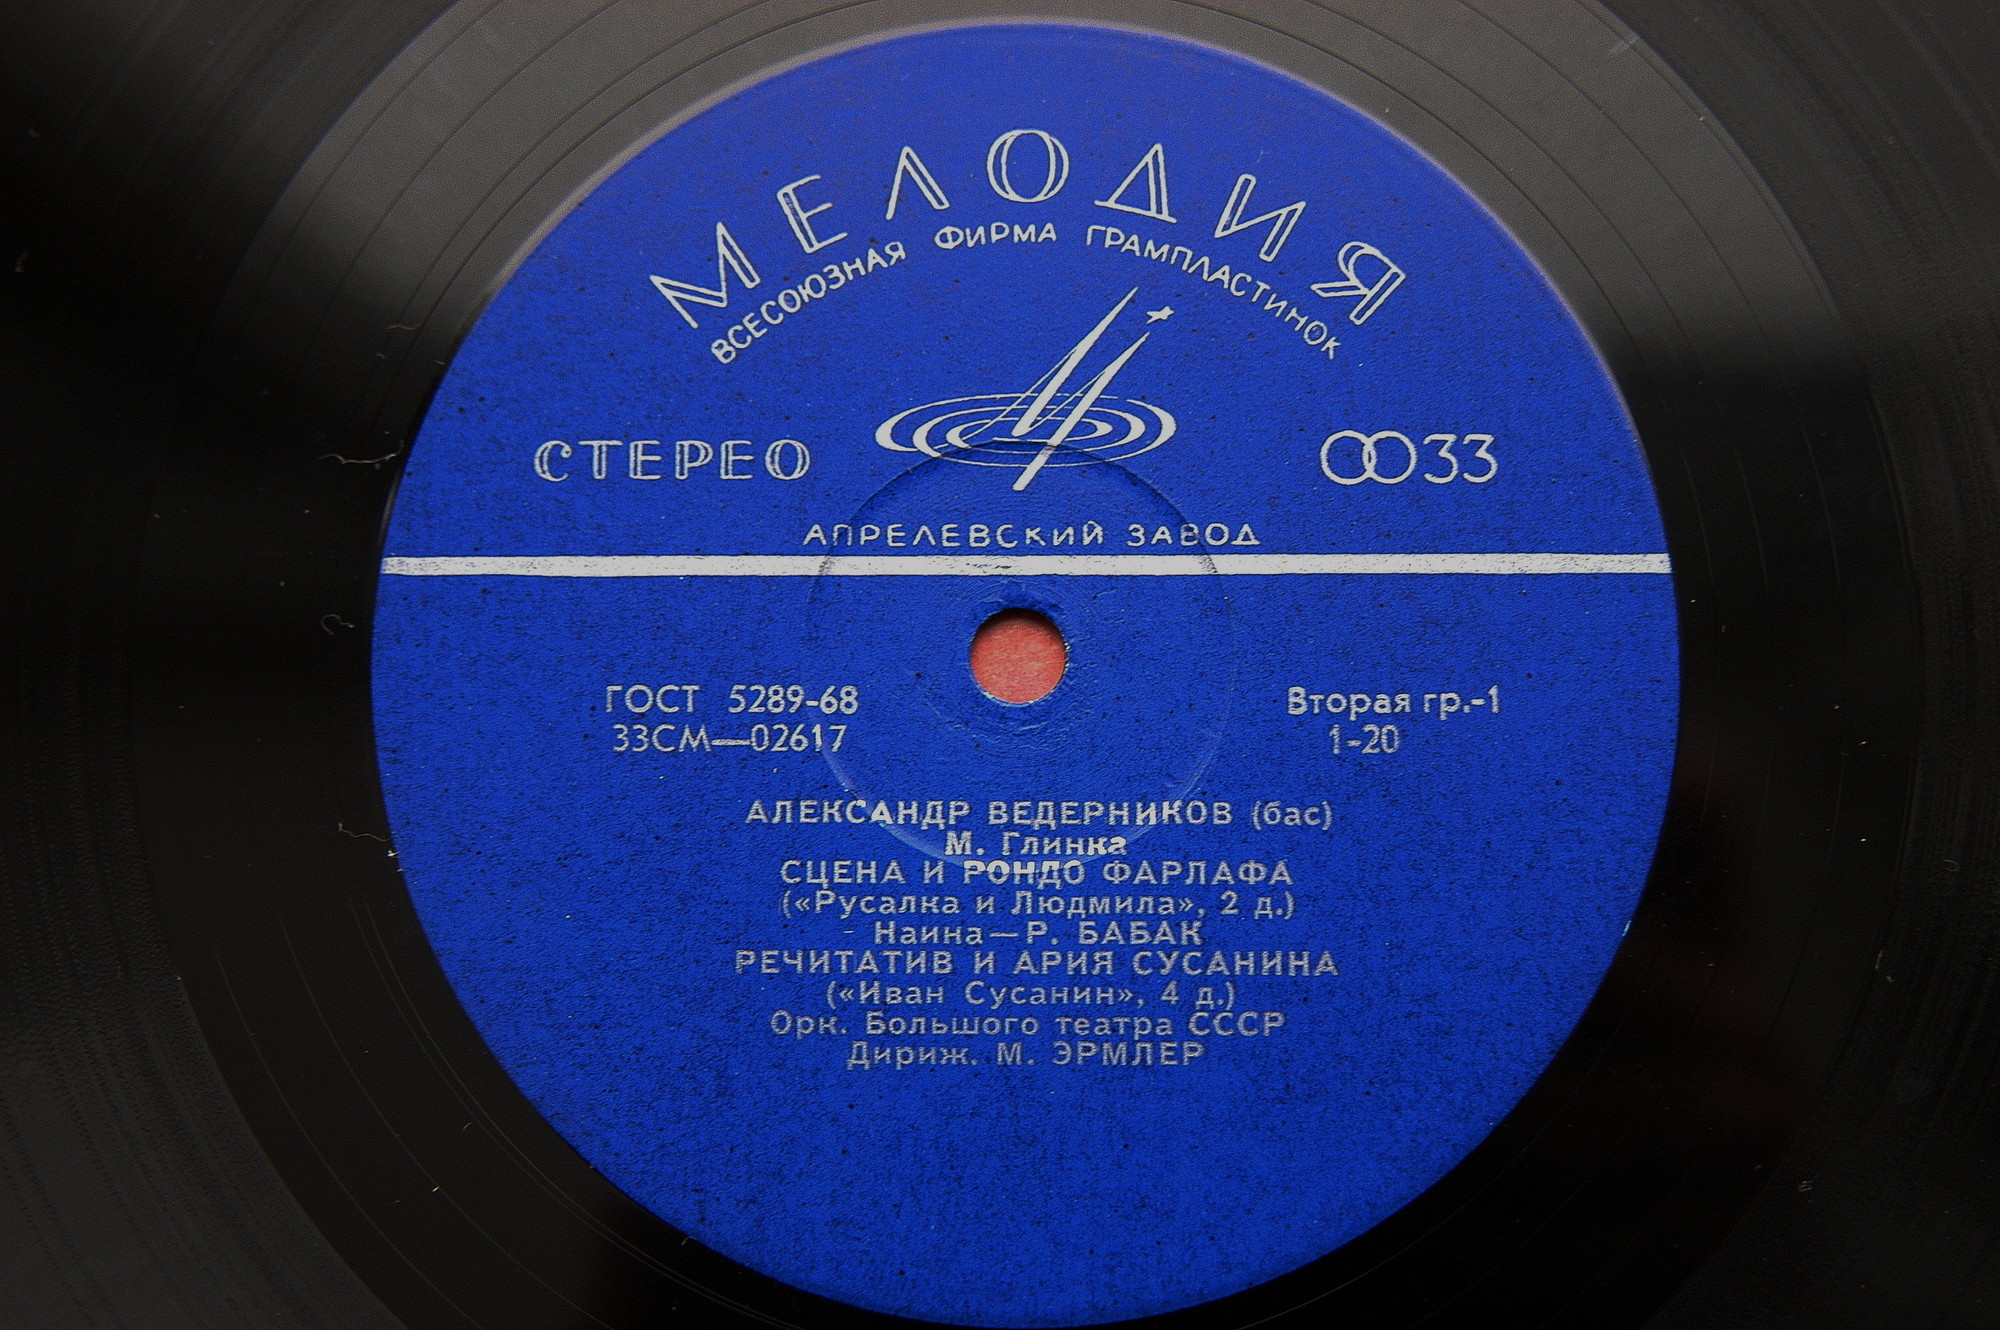 МЕЛОДИЯ
ВСЕСОЮЗНАЯ ФИРМА ГРАМПЛАСТИНОК
СТЕРЕО
33
АПРЕЛЕВСКИЙ ЗАВОД
ГОСТ 5289-68
33СМ—02617
Вторая гр.-1
1-20
АЛЕКСАНДР ВЕДЕРНИКОВ (бас)
М. Глинка
СЦЕНА И РОНДО ФАРЛАФА
(«Русалка и Людмила», 2 д.)
Наина—Р. БАБАК
РЕЧИТАТИВ И АРИЯ СУСАНИНА
(«Иван Сусанин», 4 д.)
Орк. Большого театра СССР
Дириж. М. ЭРМЛЕР